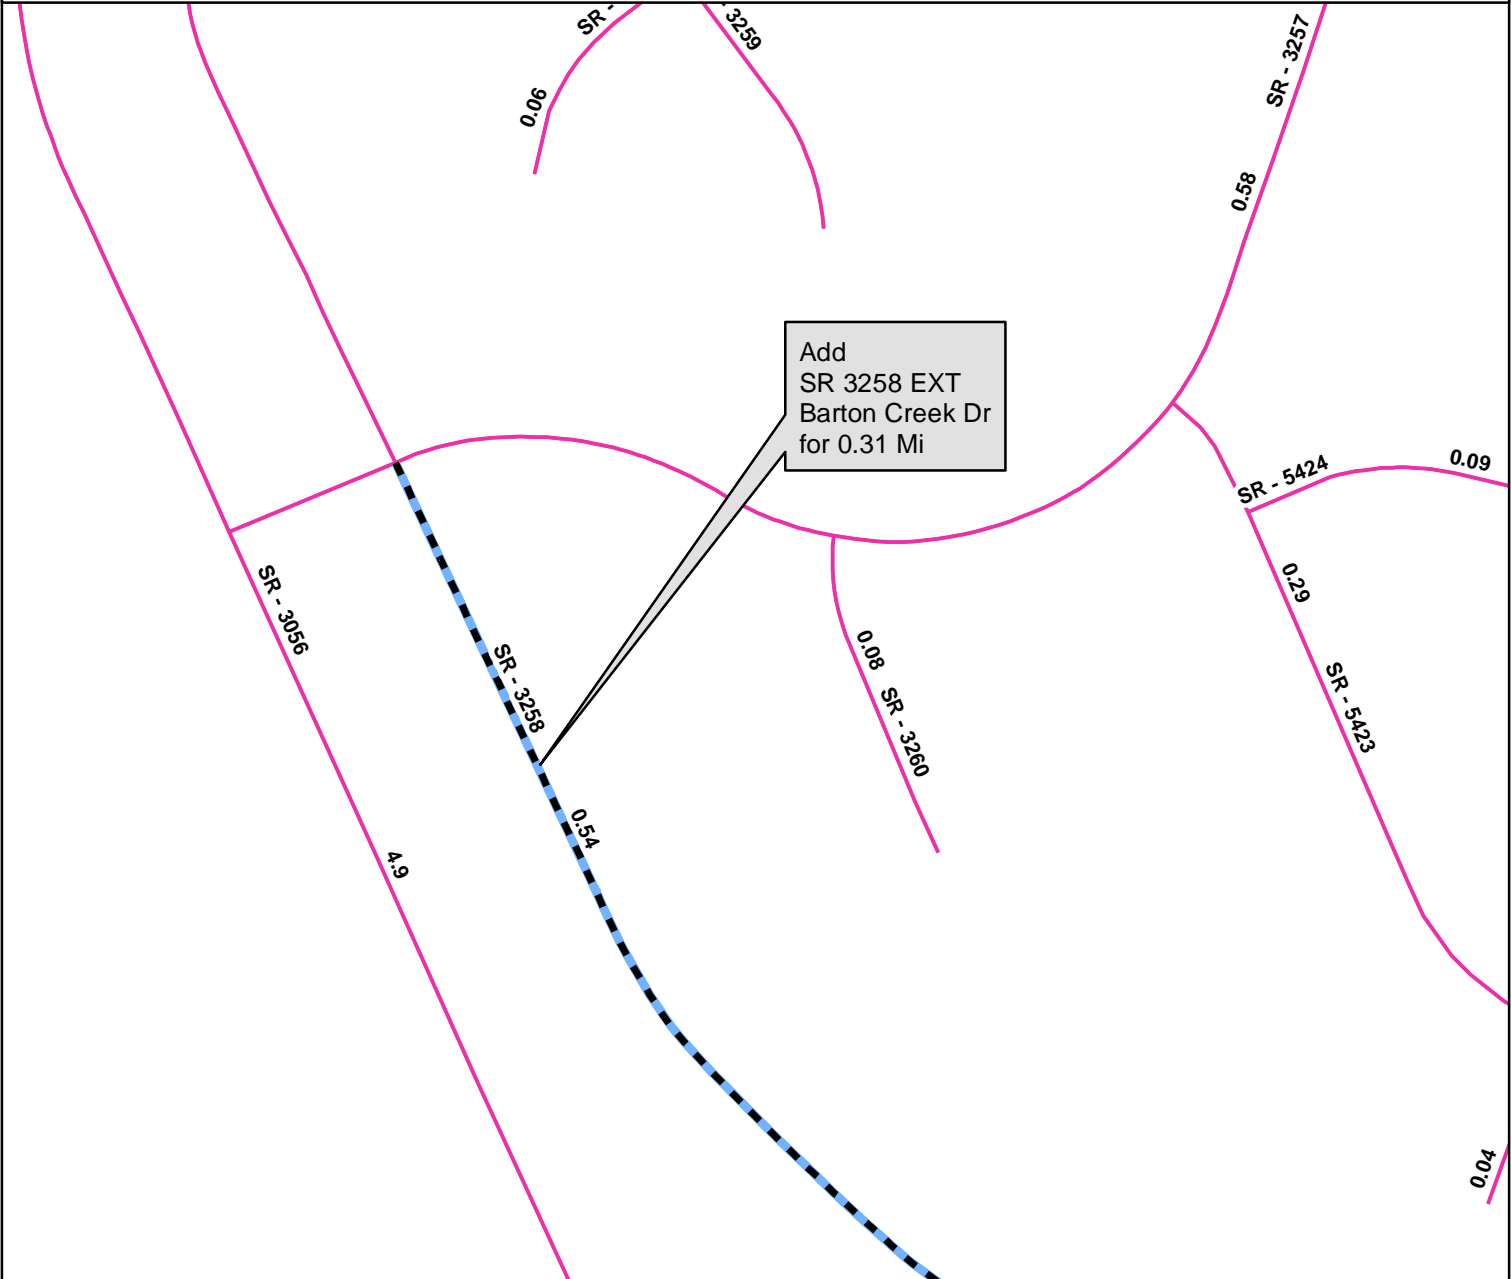 SR -
3259
SR - 3257
0.06
0.58
Add
SR 3258 EXT
Barton Creek Dr
for 0.31 Mi
SR - 5424
0.09
SR - 3056
0.29
SR - 3258
0.08 SR - 3260
SR - 5423
0.54
4.9
0.04